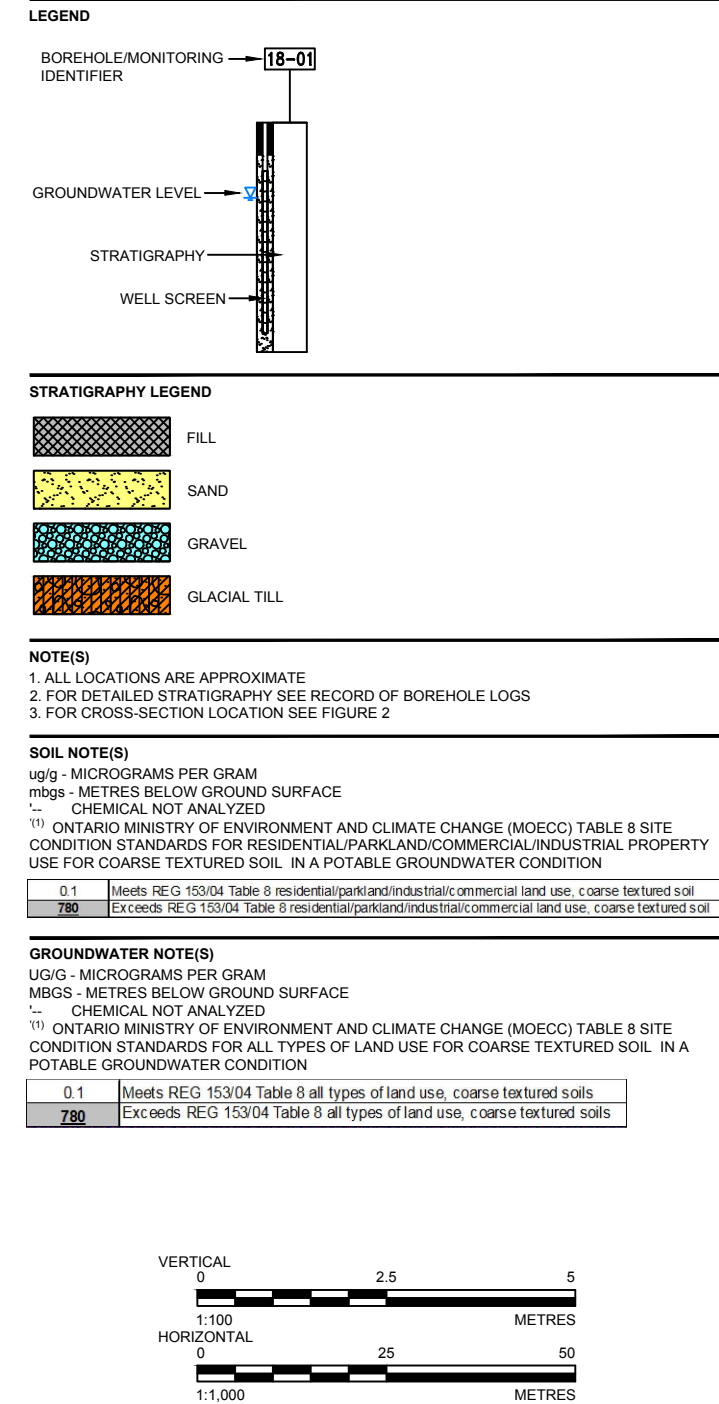 LEGEND
BOREHOLE/MONITORING
IDENTIFIER
18-01
GROUNDWATER LEVEL
STRATIGRAPHY
WELL SCREEN
STRATIGRAPHY LEGEND
FILL
SAND
GRAVEL
GLACIAL TILL
NOTE(S)
1. ALL LOCATIONS ARE APPROXIMATE
2. FOR DETAILED STRATIGRAPHY SEE RECORD OF BOREHOLE LOGS
3. FOR CROSS-SECTION LOCATION SEE FIGURE 2
SOIL NOTE(S)
ug/g - MICROGRAMS PER GRAM
mbgs - METRES BELOW GROUND SURFACE
'-- CHEMICAL NOT ANALYZED
'(1) ONTARIO MINISTRY OF ENVIRONMENT AND CLIMATE CHANGE (MOECC) TABLE 8 SITE
CONDITION STANDARDS FOR RESIDENTIAL/PARKLAND/COMMERCIAL/INDUSTRIAL PROPERTY
USE FOR COARSE TEXTURED SOIL IN A POTABLE GROUNDWATER CONDITION
0.1 Meets REG 153/04 Table 8 residential/parkland/industrial/commercial land use, coarse textured soil
780 Exceeds REG 153/04 Table 8 residential/parkland/industrial/commercial land use, coarse textured soil
GROUNDWATER NOTE(S)
UG/G - MICROGRAMS PER GRAM
MBGS - METRES BELOW GROUND SURFACE
'-- CHEMICAL NOT ANALYZED
'(1) ONTARIO MINISTRY OF ENVIRONMENT AND CLIMATE CHANGE (MOECC) TABLE 8 SITE
CONDITION STANDARDS FOR ALL TYPES OF LAND USE FOR COARSE TEXTURED SOIL IN A
POTABLE GROUNDWATER CONDITION
0.1 Meets REG 153/04 Table 8 all types of land use, coarse textured soils
780 Exceeds REG 153/04 Table 8 all types of land use, coarse textured soils
VERTICAL
0 2.5 5
1:100 METRES
HORIZONTAL
0 25 50
1:1,000 METRES